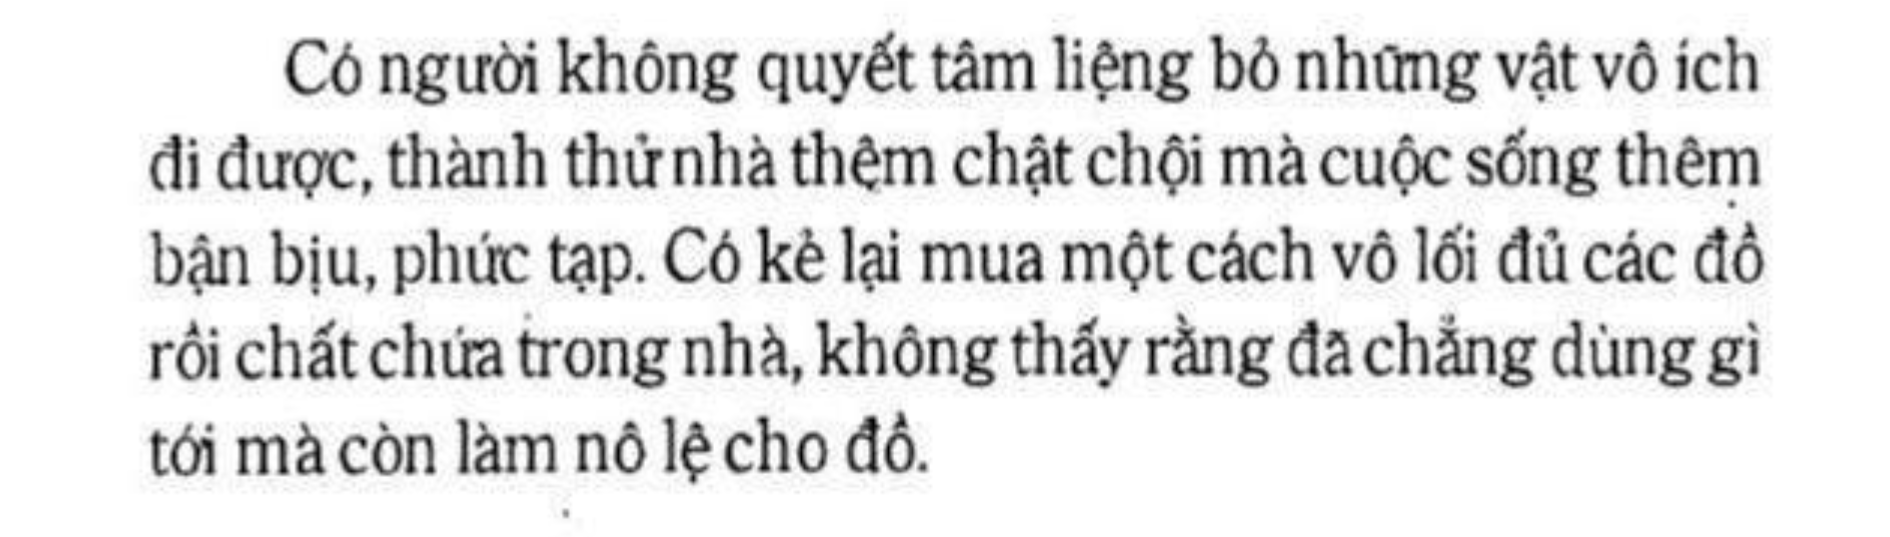 Có người không quyết tâm liệng bỏ những vật vô ích
đi được, thành thử nhà thêm chật chội mà cuộc sống thêm
bận bịu, phức tạp. Có kẻ lại mua một cách vô lối đủ các đồ
rồi chất chứa trong nhà, không thấy rằng đã chẳng dùng gì
tới mà còn làm nô lệ cho đồ.